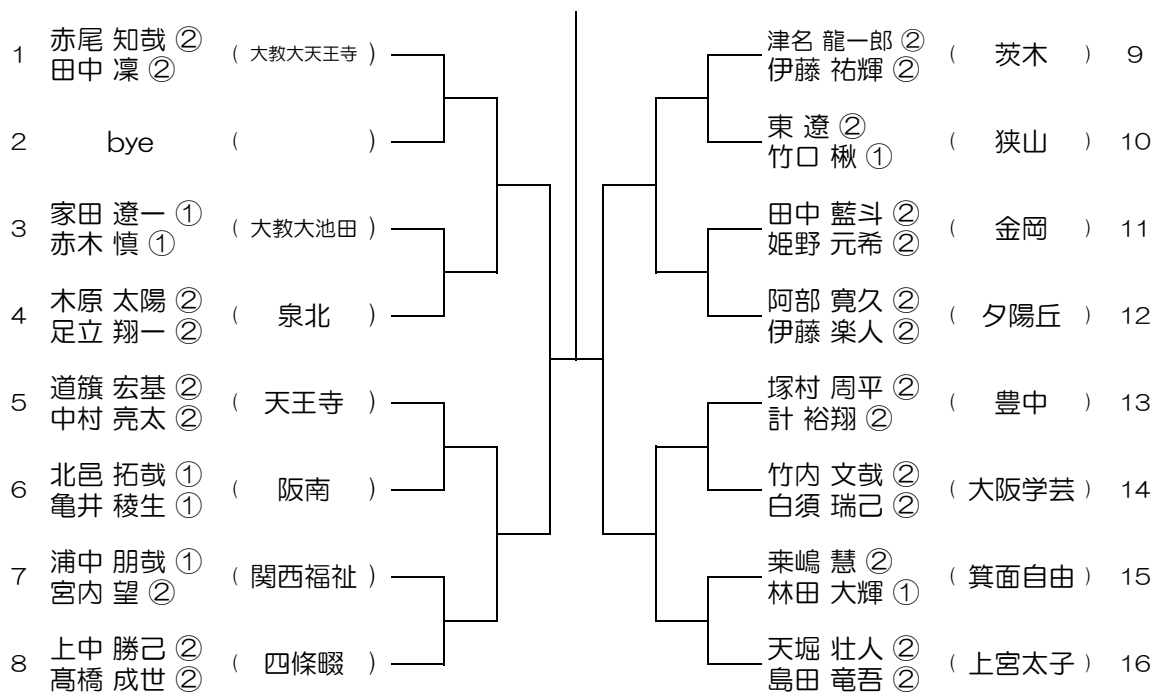 1 赤尾 知哉 ② ( 大教大天王寺 )
田中 凜 ②
2 bye ( )
3 家田 遼一 ① ( 大教大池田 )
赤木 慎 ①
4 木原 太陽 ② ( 泉北 )
足立 翔一 ②
5 道籏 宏基 ② ( 天王寺 )
中村 亮太 ②
6 北邑 拓哉 ① ( 阪南 )
亀井 稜生 ①
7 浦中 朋哉 ① ( 関西福祉 )
宮内 望 ②
8 上中 勝己 ② ( 四條畷 )
髙橋 成世 ②
津名 龍一郎 ② ( 茨木 ) 9
伊藤 祐輝 ②
東 遼 ② ( 狭山 ) 10
竹口 楸 ①
田中 藍斗 ② ( 金岡 ) 11
姫野 元希 ②
阿部 寛久 ② ( 夕陽丘 ) 12
伊藤 楽人 ②
塚村 周平 ② ( 豊中 ) 13
計 裕翔 ②
竹内 文哉 ② ( 大阪学芸 ) 14
白須 瑞己 ②
乗嶋 慧 ② ( 箕面自由 ) 15
林田 大輝 ①
天堀 壮人 ② ( 上宮太子 ) 16
島田 竜吾 ②